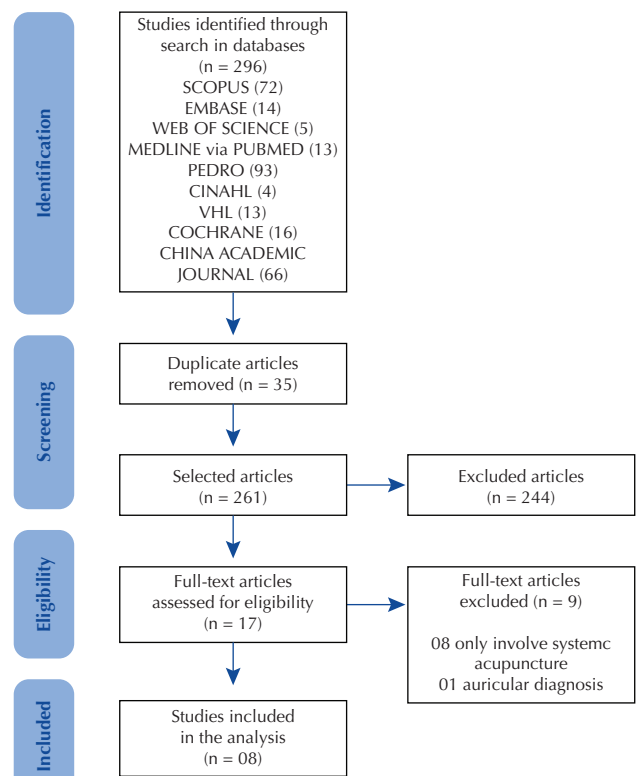 Identification
Studies identified through
search in databases
(n = 296)
SCOPUS (72)
EMBASE (14)
WEB OF SCIENCE (5)
MEDLINE via PUBMED (13)
PEDRO (93)
CINAHL (4)
VHL (13)
COCHRANE (16)
CHINA ACADEMIC
JOURNAL (66)
Screening
Duplicate articles
removed (n = 35)
Selected articles
(n = 261)
Excluded articles
(n = 244)
Eligibility
Full-text articles
assessed for eligibility
(n = 17)
Full-text articles
excluded (n = 9)
08 only involve systemc
acupuncture
01 auricular diagnosis
Included
Studies included
in the analysis
(n = 08)